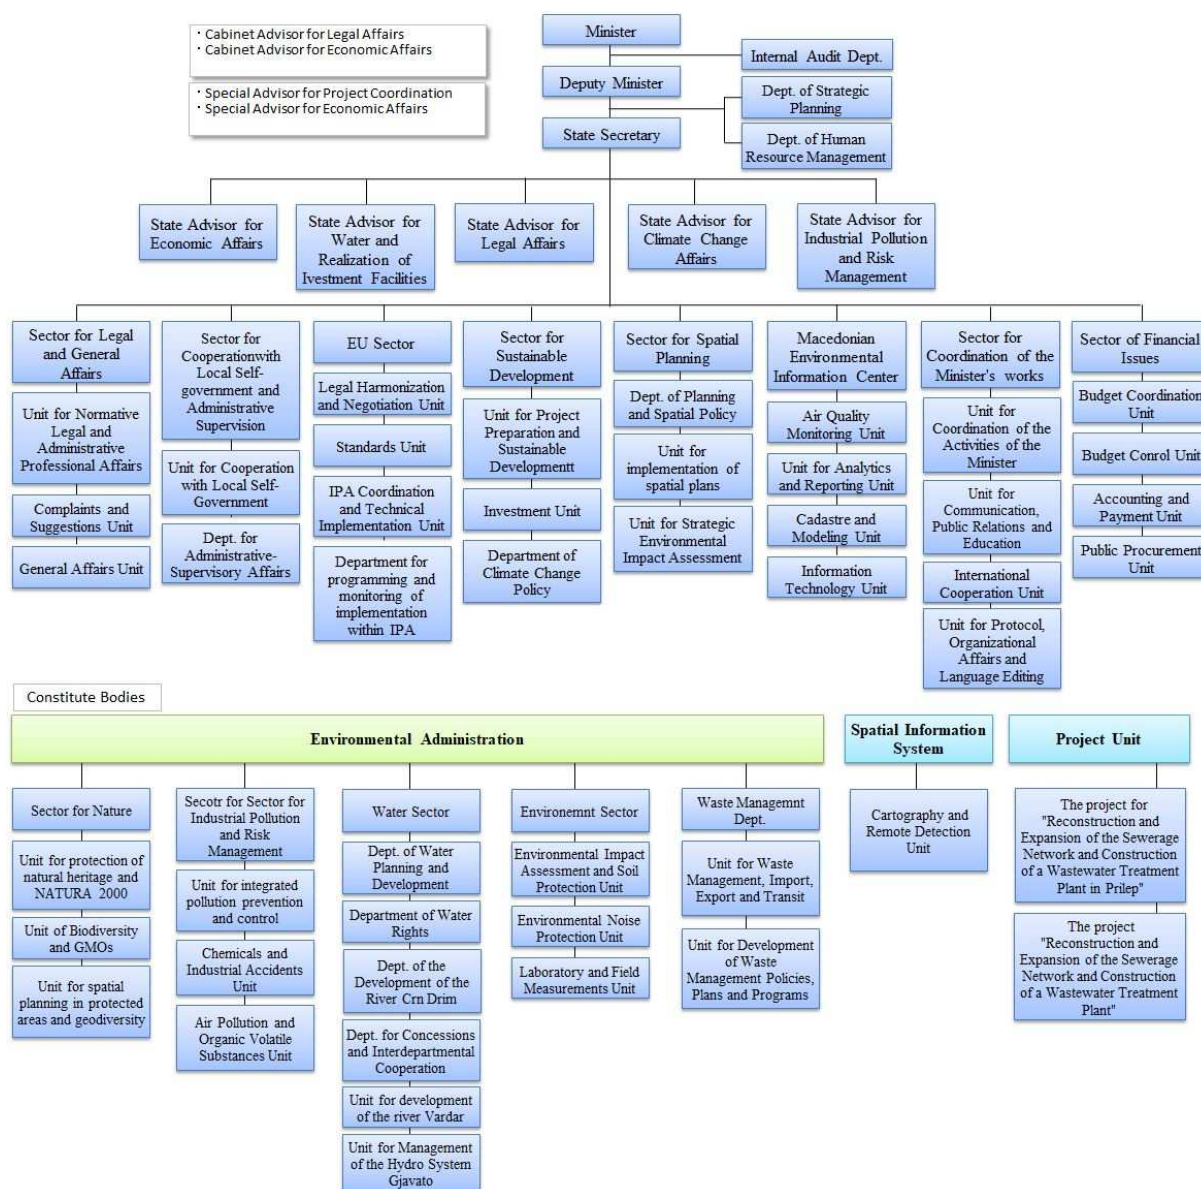 ・Cabinet Advisor for Legal Affairs
・Cabinet Advisor for Economic Affairs
・Special Advisor for Project Coordination
・Special Advisor for Economic Affairs
Minister
Internal Audit Dept.
Deputy Minister
Dept. of Strategic
Planning
State Secretary
Dept. of Human
Resource Management
State Advisor for
Economic Affairs
State Advisor for
Water and
Realization of
Ivestment Facilities
State Advisor for
Legal Affairs
State Advisor for
Climate Change
Affairs
State Advisor for
Industrial Pollution
and Risk
Management
Sector for Legal
and General
Affairs
Unit for Normative
Legal and
Administrative
Professional Affairs
Complaints and
Suggestions Unit
General Affairs Unit
Sector for
Cooperationwith
Local Self-
government and
Administrative
Supervision
Unit for Cooperation
with Local Self-
Government
Dept. for
Administrative-
Supervisory Affairs
EU Sector
Legal Harmonization
and Negotiation Unit
Standards Unit
IPA Coordination
and Technical
Implementation Unit
Department for
programming and
monitoring of
implementation
within IPA
Sector for
Sustainable
Development
Unit for Project
Preparation and
Sustainable
Developmentt
Investment Unit
Department of
Climate Change
Policy
Sector for Spatial
Planning
Dept. of Planning
and Spatial Policy
Unit for
implementation of
spatial plans
Unit for Strategic
Environmental
Impact Assessment
Macedonian
Environmental
Information Center
Air Quality
Monitoring Unit
Unit for Analytics
and Reporting Unit
Cadastre and
Modeling Unit
Information
Technology Unit
Sector for
Coordination of the
Minister's works
Unit for
Coordination of the
Activities of the
Minister
Unit for
Communication,
Public Relations and
Education
International
Cooperation Unit
Unit for Protocol,
Organizational
Affairs and
Language Editing
Sector of Financial
Issues
Budget Coordination
Unit
Budget Conrol Unit
Accounting and
Payment Unit
Public Procurement
Unit
Constitute Bodies
Environmental Administration
Sector for Nature
Unit for protection of
natural heritage and
NATURA 2000
Unit of Biodiversity
and GMOs
Unit for spatial
planning in protected
areas and geodiversity
Secotr for Sector for
Industrial Pollution
and Risk
Management
Unit for integrated
pollution prevention
and control
Chemicals and
Industrial Accidents
Unit
Air Pollution and
Organic Volatile
Substances Unit
Water Sector
Dept. of Water
Planning and
Development
Department of Water
Rights
Dept. of the
Development of the
River Crn Drim
Dept. for Concessions
and Interdepartmental
Cooperation
Unit for development
of the river Vardar
Unit for Management
of the Hydro System
Gjavato
Environemnt Sector
Environmental Impact
Assessment and Soil
Protection Unit
Environmental Noise
Protection Unit
Laboratory and Field
Measurements Unit
Waste Managemnt
Dept.
Unit for Waste
Management, Import,
Export and Transit
Unit for Development
of Waste
Management Policies,
Plans and Programs
Spatial Information
System
Cartography and
Remote Detection
Unit
Project Unit
The project for
"Reconstruction and
Expansion of the Sewerage
Network and Construction
of a Wastewater Treatment
Plant in Prilep"
The project
"Reconstruction and
Expansion of the Sewerage
Network and Construction
of a Wastewater Treatment
Plant"